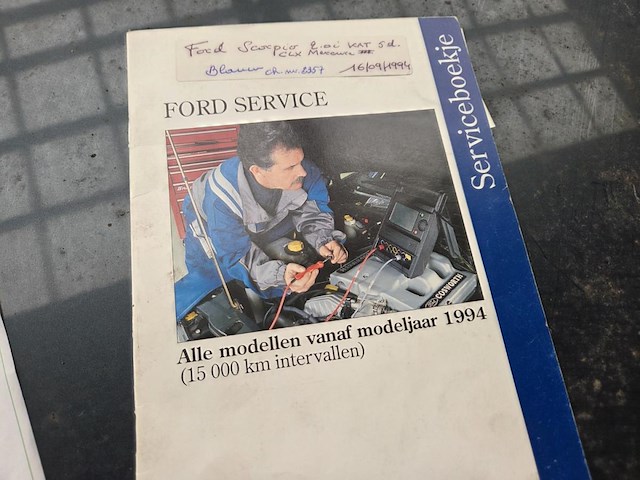 Ford Scorpio 2.0i KAT 5d.
CLX
Blauw ch.nr. 2357 16/09/1994
FORD SERVICE
COSWORTH
Alle modellen vanaf modeljaar 1994
(15 000 km intervallen)
Serviceboekje